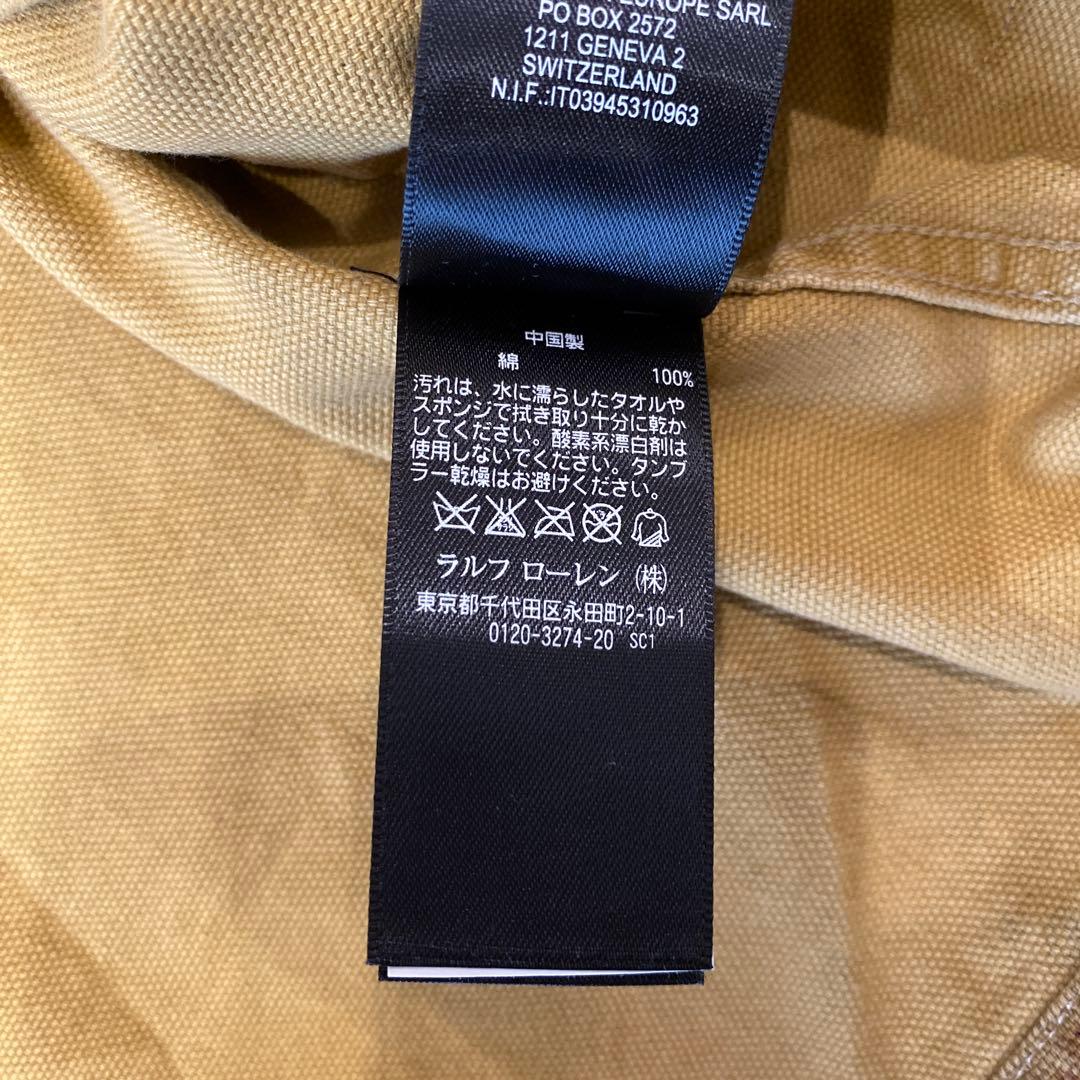 EUROPE SARL
PO BOX 2572
1211 GENEVA 2
SWITZERLAND
N.I.F.:IT03945310963
中国製
綿 100%
汚れは、水に濡らしたタオルや
スポンジで拭き取り十分に乾か
してください。酸素系漂白剤は
使用しないでください。タンブ
ラー乾燥はお避けください。
ラルフ ローレン (株)
東京都千代田区永田町2-10-1
0120-3274-20 SC1